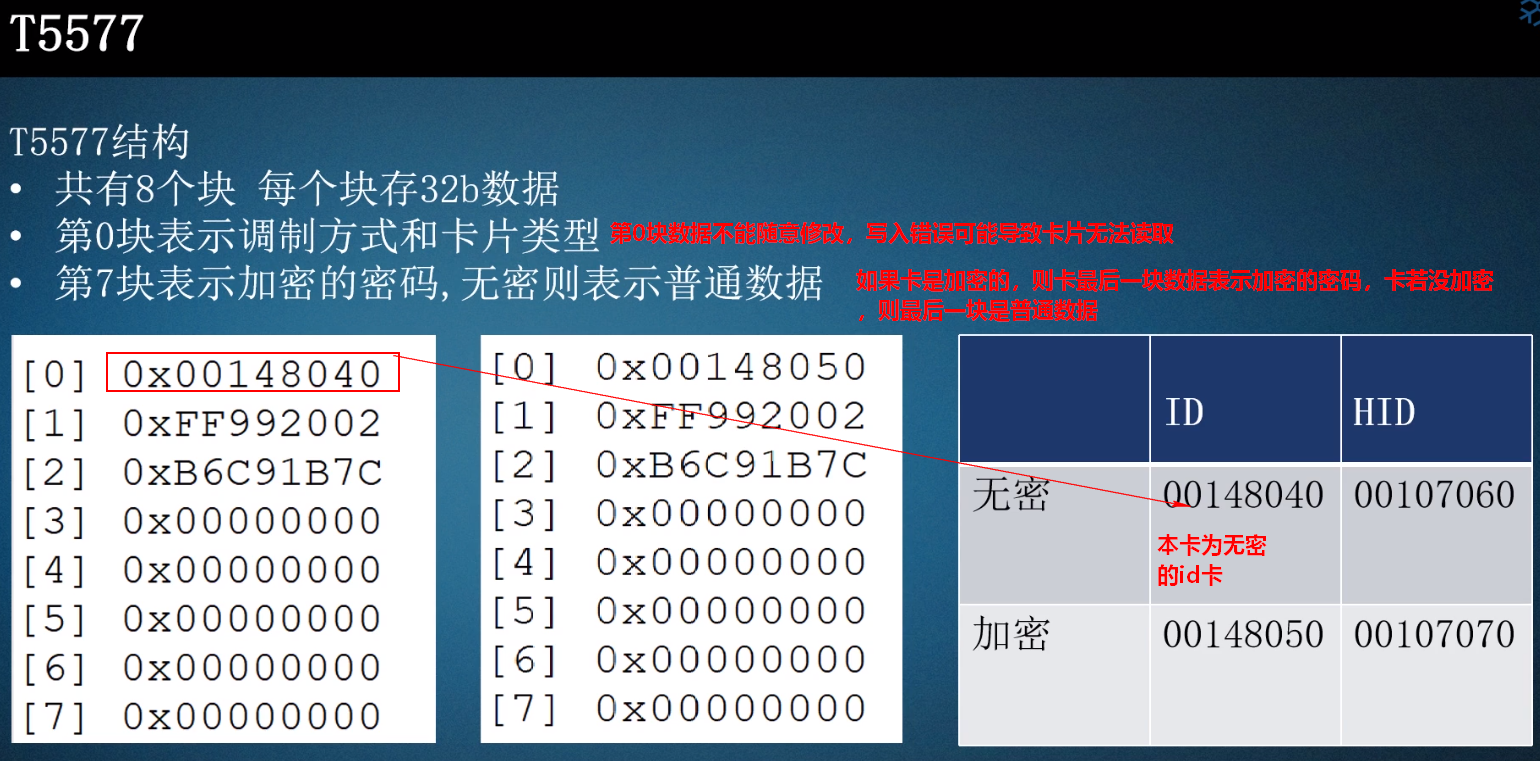 T5577
T5577结构
• 共有8个块 每个块存32b数据
• 第0块表示调制方式和卡片类型 第0块数据不能随意修改，写入错误可能导致卡片无法读取
• 第7块表示加密的密码,无密则表示普通数据 如果卡是加密的，则卡最后一块数据表示加密的密码，卡若没加密
，则最后一块是普通数据
[0] 0x00148040
[1] 0xFF992002
[2] 0xB6C91B7C
[3] 0x00000000
[4] 0x00000000
[5] 0x00000000
[6] 0x00000000
[7] 0x00000000
[0] 0x00148050
[1] 0xFF992002
[2] 0xB6C91B7C
[3] 0x00000000
[4] 0x00000000
[5] 0x00000000
[6] 0x00000000
[7] 0x00000000
ID HID
无密 00148040 00107060
本卡为无密
的id卡
加密 00148050 00107070